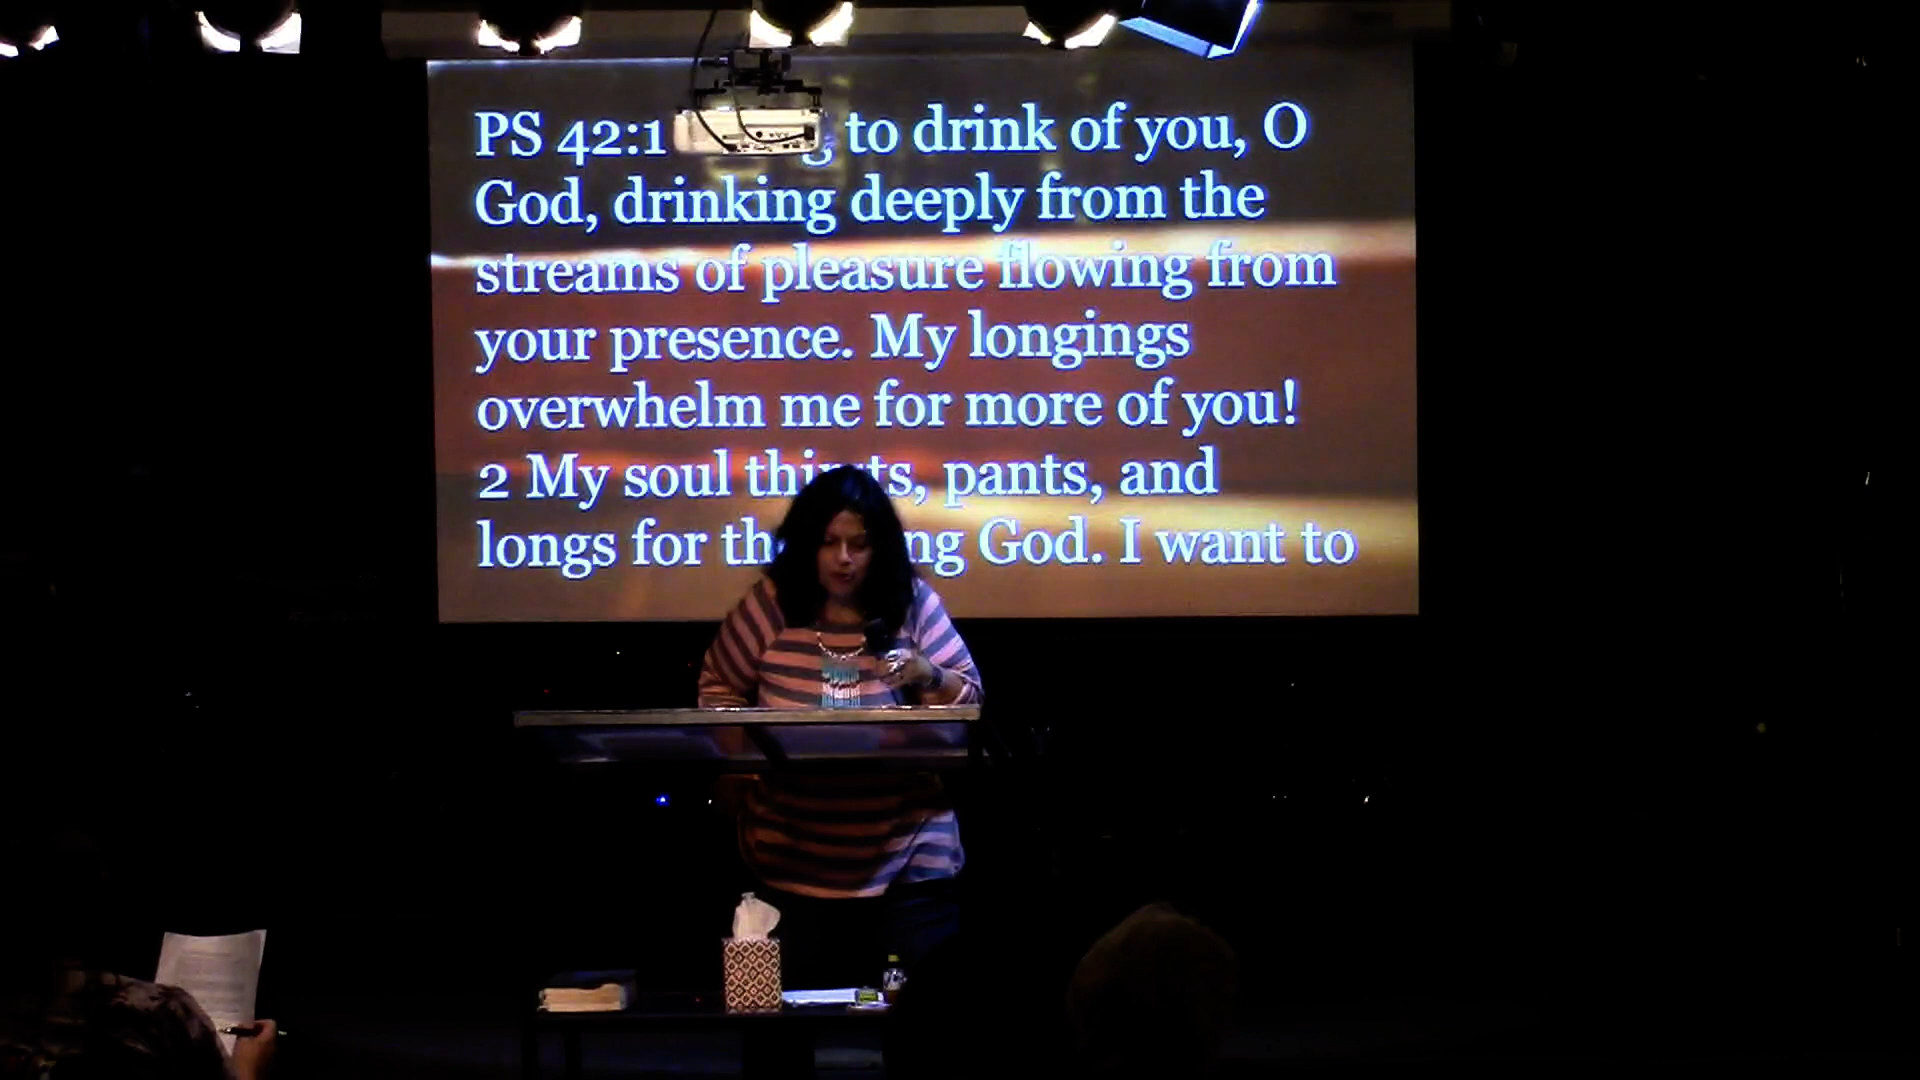 PS 42:1 to drink of you, O
God, drinking deeply from the
streams of pleasure flowing from
your presence. My longings
overwhelm me for more of you!
2 My soul thirsts, pants, and
longs for God. I want to